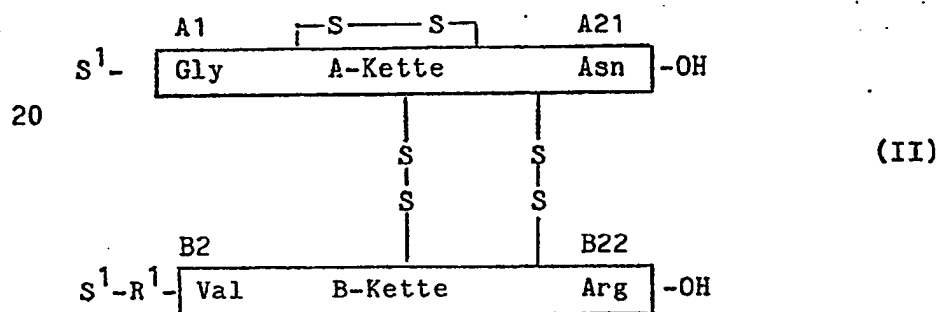 A1 S S A21
S¹- Gly A-Kette Asn -OH
20
S S (II)
S S
B2 B22
S¹-R¹- Val B-Kette Arg -OH